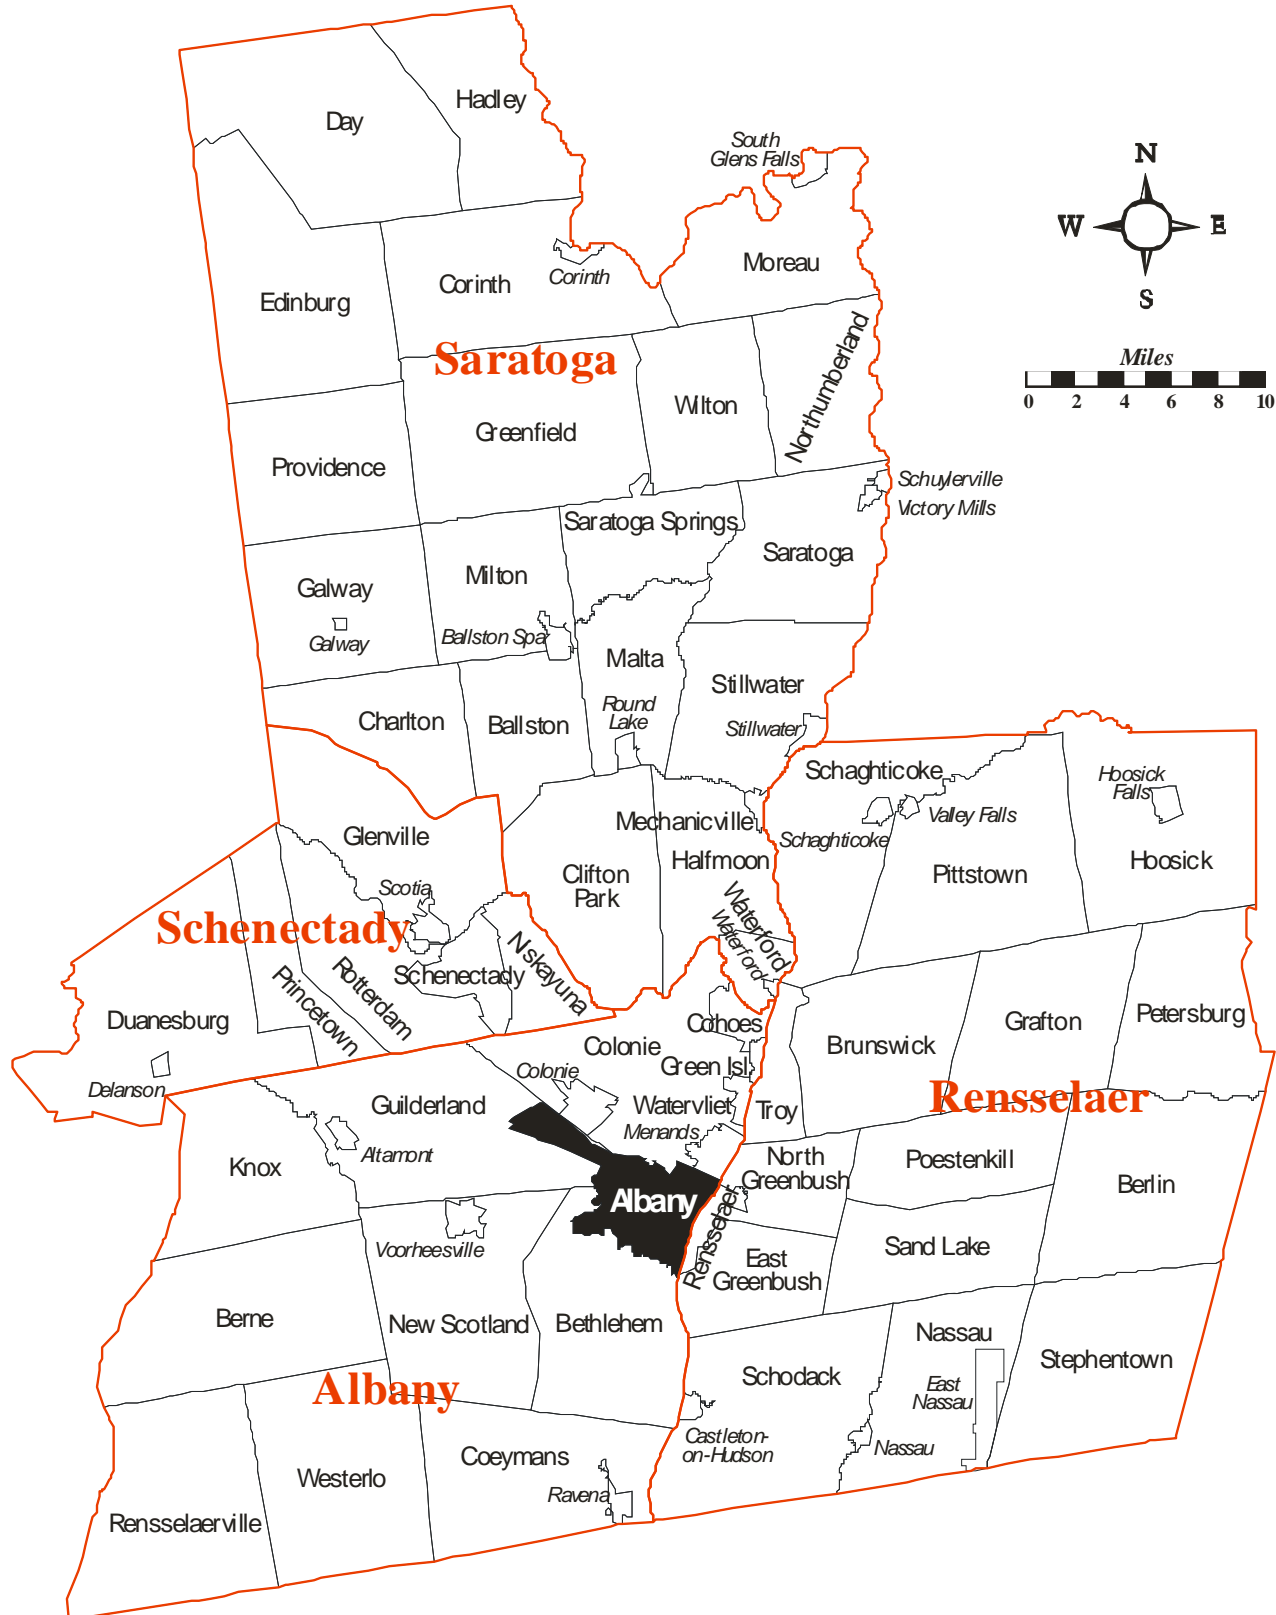 Hadley
Day
South
Glens Falls
N
W
E
S
Moreau
Corinth
Corinth
Edinburg
Miles
0 2 4 6 8 10
Saratoga
Northumberland
Wilton
Greenfield
Providence
Schuylerville
Victory Mills
Saratoga Springs
Saratoga
Milton
Galway
Galway
Ballston Spa
Malta
Stillwater
Round
Lake
Stillwater
Charlton
Ballston
Schaghticoke
Hoosick
Falls
Valley Falls
Mechanicville
Schaghticoke
Glenville
Halfmoon
Hoosick
Clifton
Park
Pittstown
Scotia
Waterford
Waterford
Schenectady
Niskayuna
Schenectady
Rotterdam
Princetown
Duanesburg
Cohoes
Petersburg
Grafton
Colonie
Brunswick
Green Isl.
Colonie
Delanson
Rensselaer
Guilderland
Watervliet
Troy
Menands
Altamont
North
Greenbush
Poestenkill
Knox
Berlin
Albany
Rensselaer
Voorheesville
Sand Lake
East
Greenbush
Berne
New Scotland
Bethlehem
Nassau
Stephentown
Schodack
Albany
East
Nassau
Castleton-
on-Hudson
Nassau
Coeymans
Westerlo
Ravena
Rensselaerville